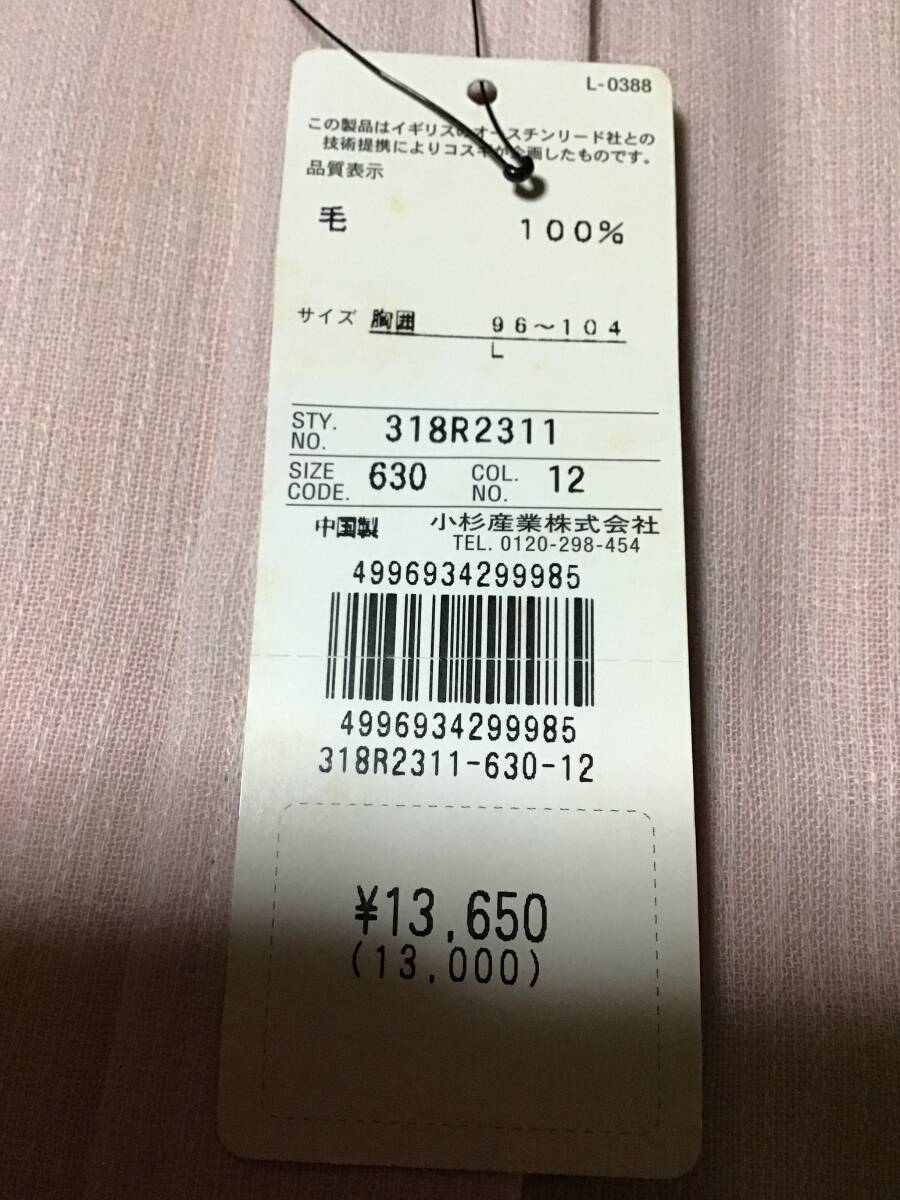 L-0388
この製品はイギリスのオースチンリード社との
技術提携によりコスギが企画したものです。
品質表示
毛 100%
サイズ 胸囲 96~104
L
STY. NO. 318R2311
SIZE CODE. 630 COL. NO. 12
中国製 小杉産業株式会社
TEL. 0120-298-454
4996934299985
4996934299985
318R2311-630-12
¥13,650
(13,000)